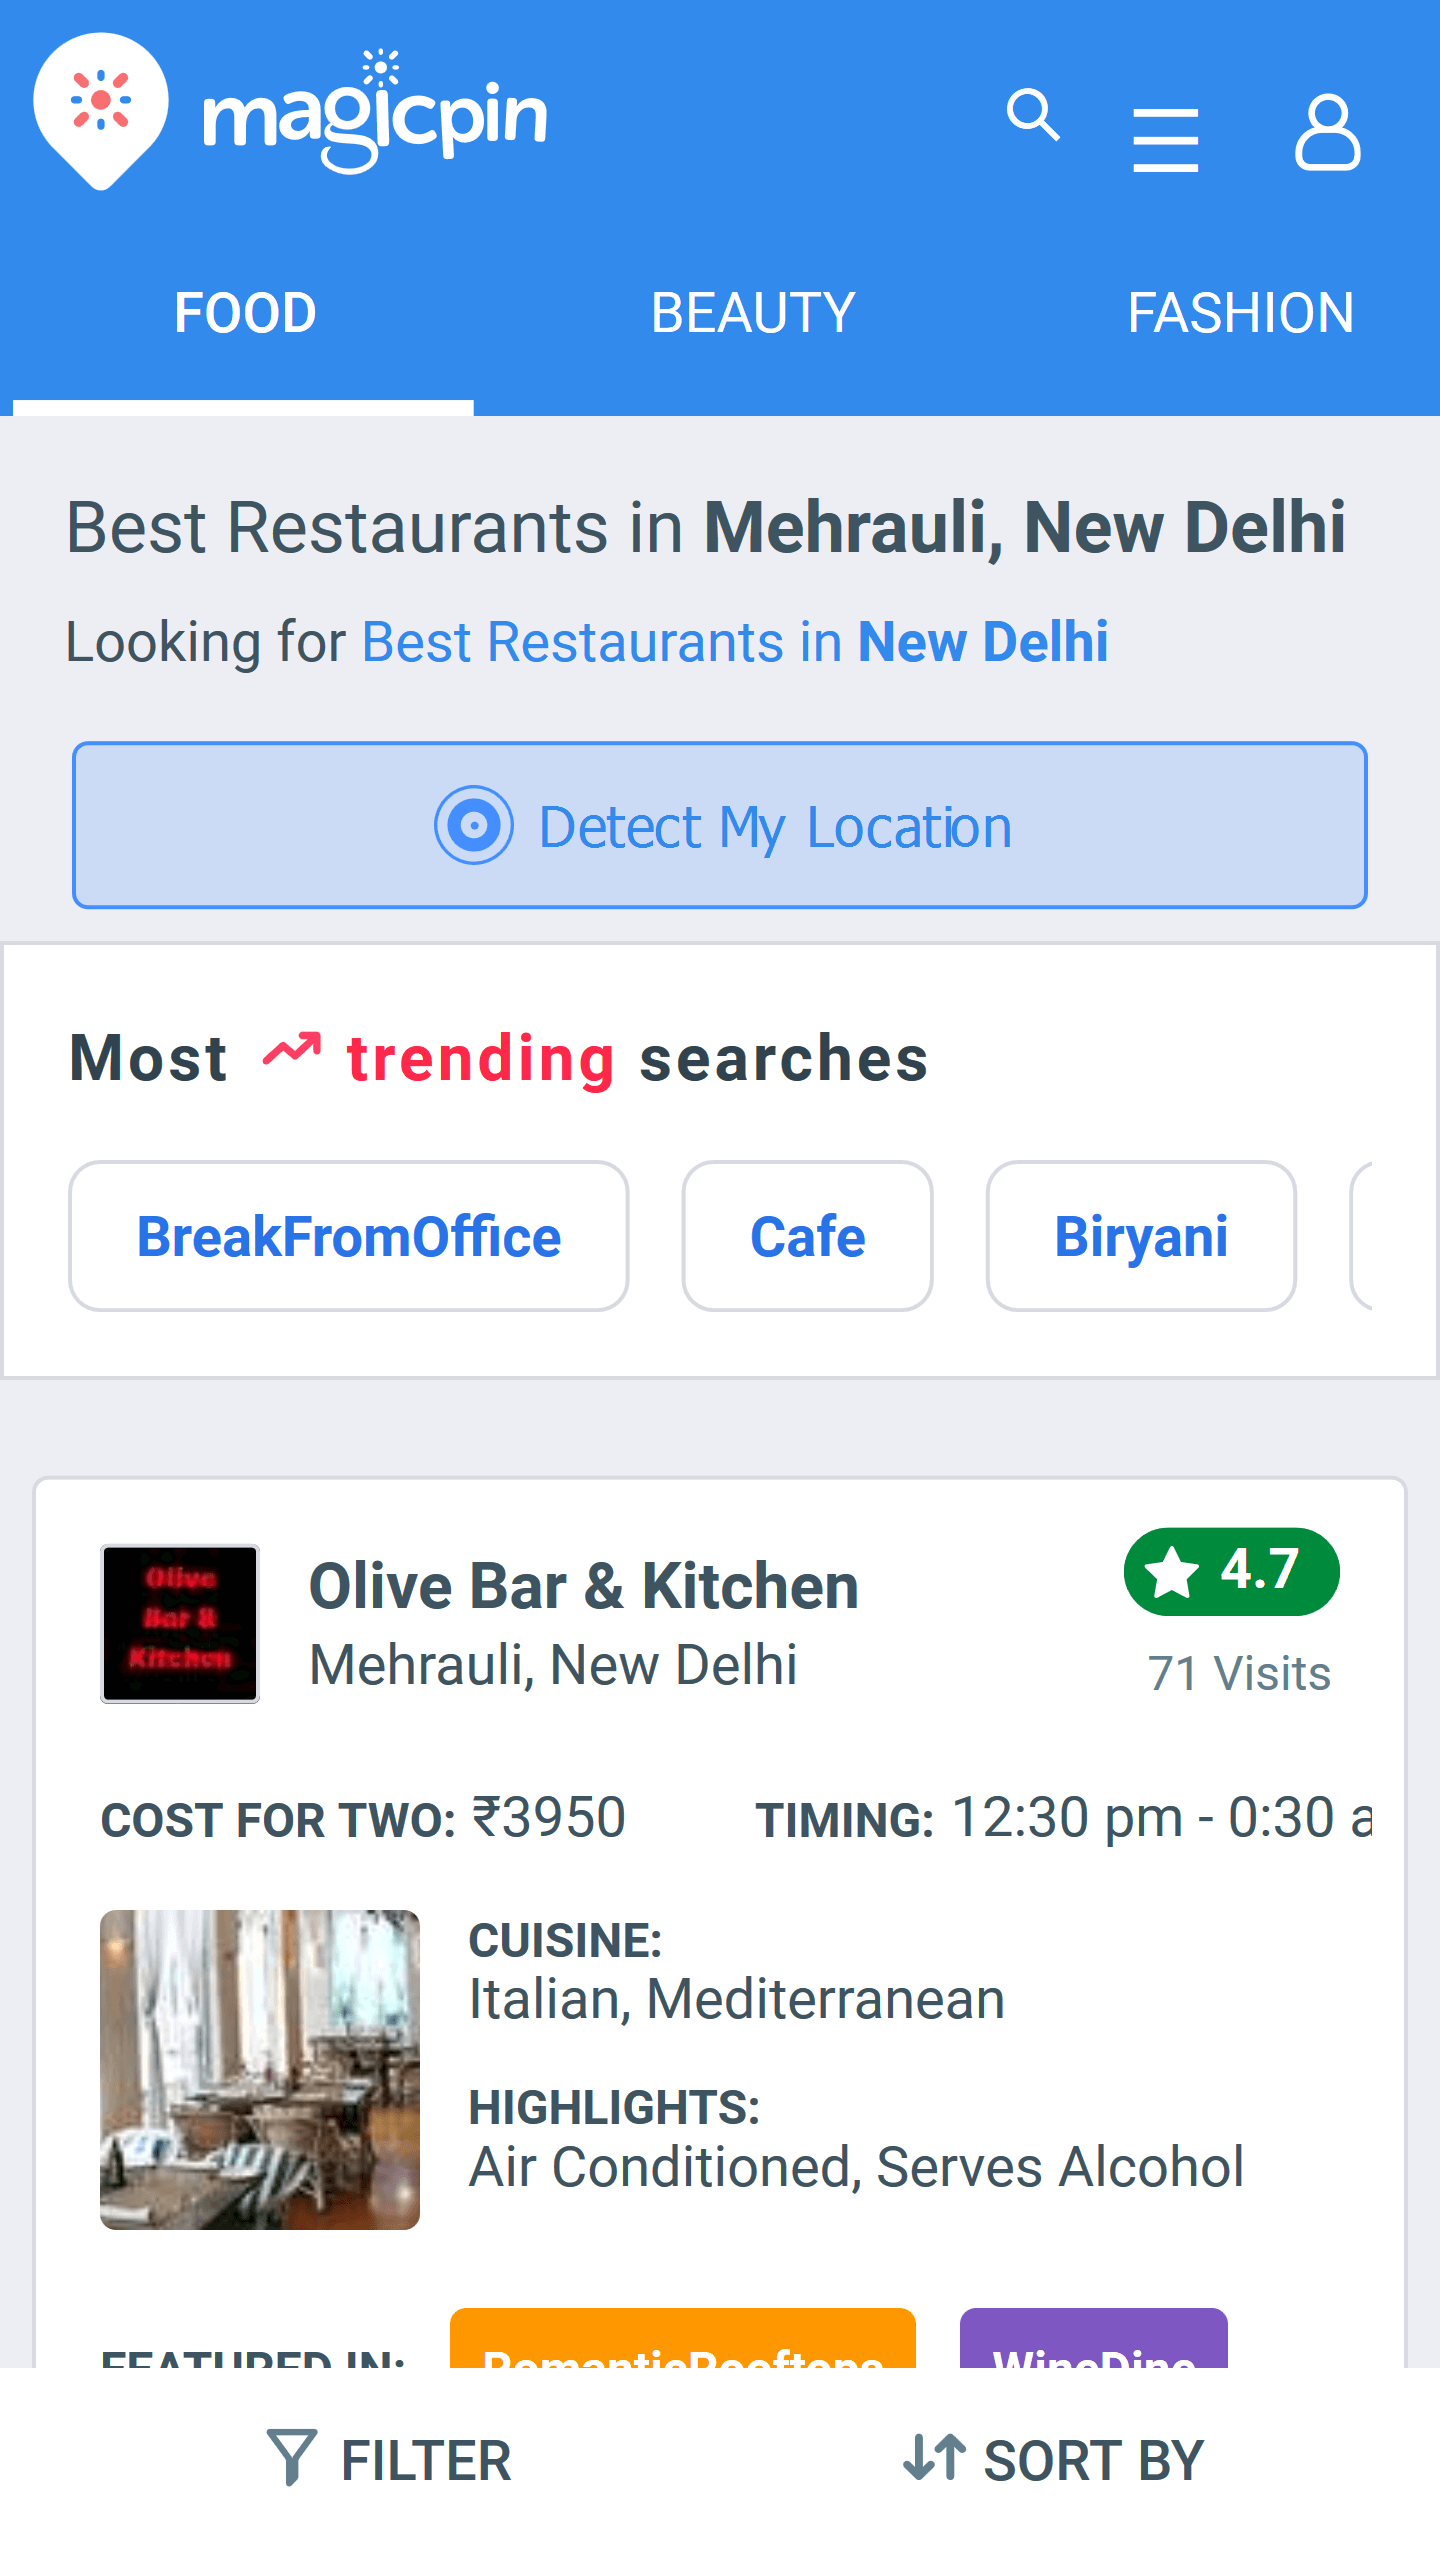 magicpin
FOOD BEAUTY FASHION
Best Restaurants in Mehrauli, New Delhi
Looking for Best Restaurants in New Delhi
Detect My Location
Most trending searches
BreakFromOffice Cafe Biryani
Olive Bar & Kitchen
Olive Bar & Kitchen
4.7
Mehrauli, New Delhi
71 Visits
COST FOR TWO: ₹3950 TIMING: 12:30 pm - 0:30 a
CUISINE:
Italian, Mediterranean
HIGHLIGHTS:
Air Conditioned, Serves Alcohol
FEATURED IN: RomanticRooftops WineDine
FILTER SORT BY